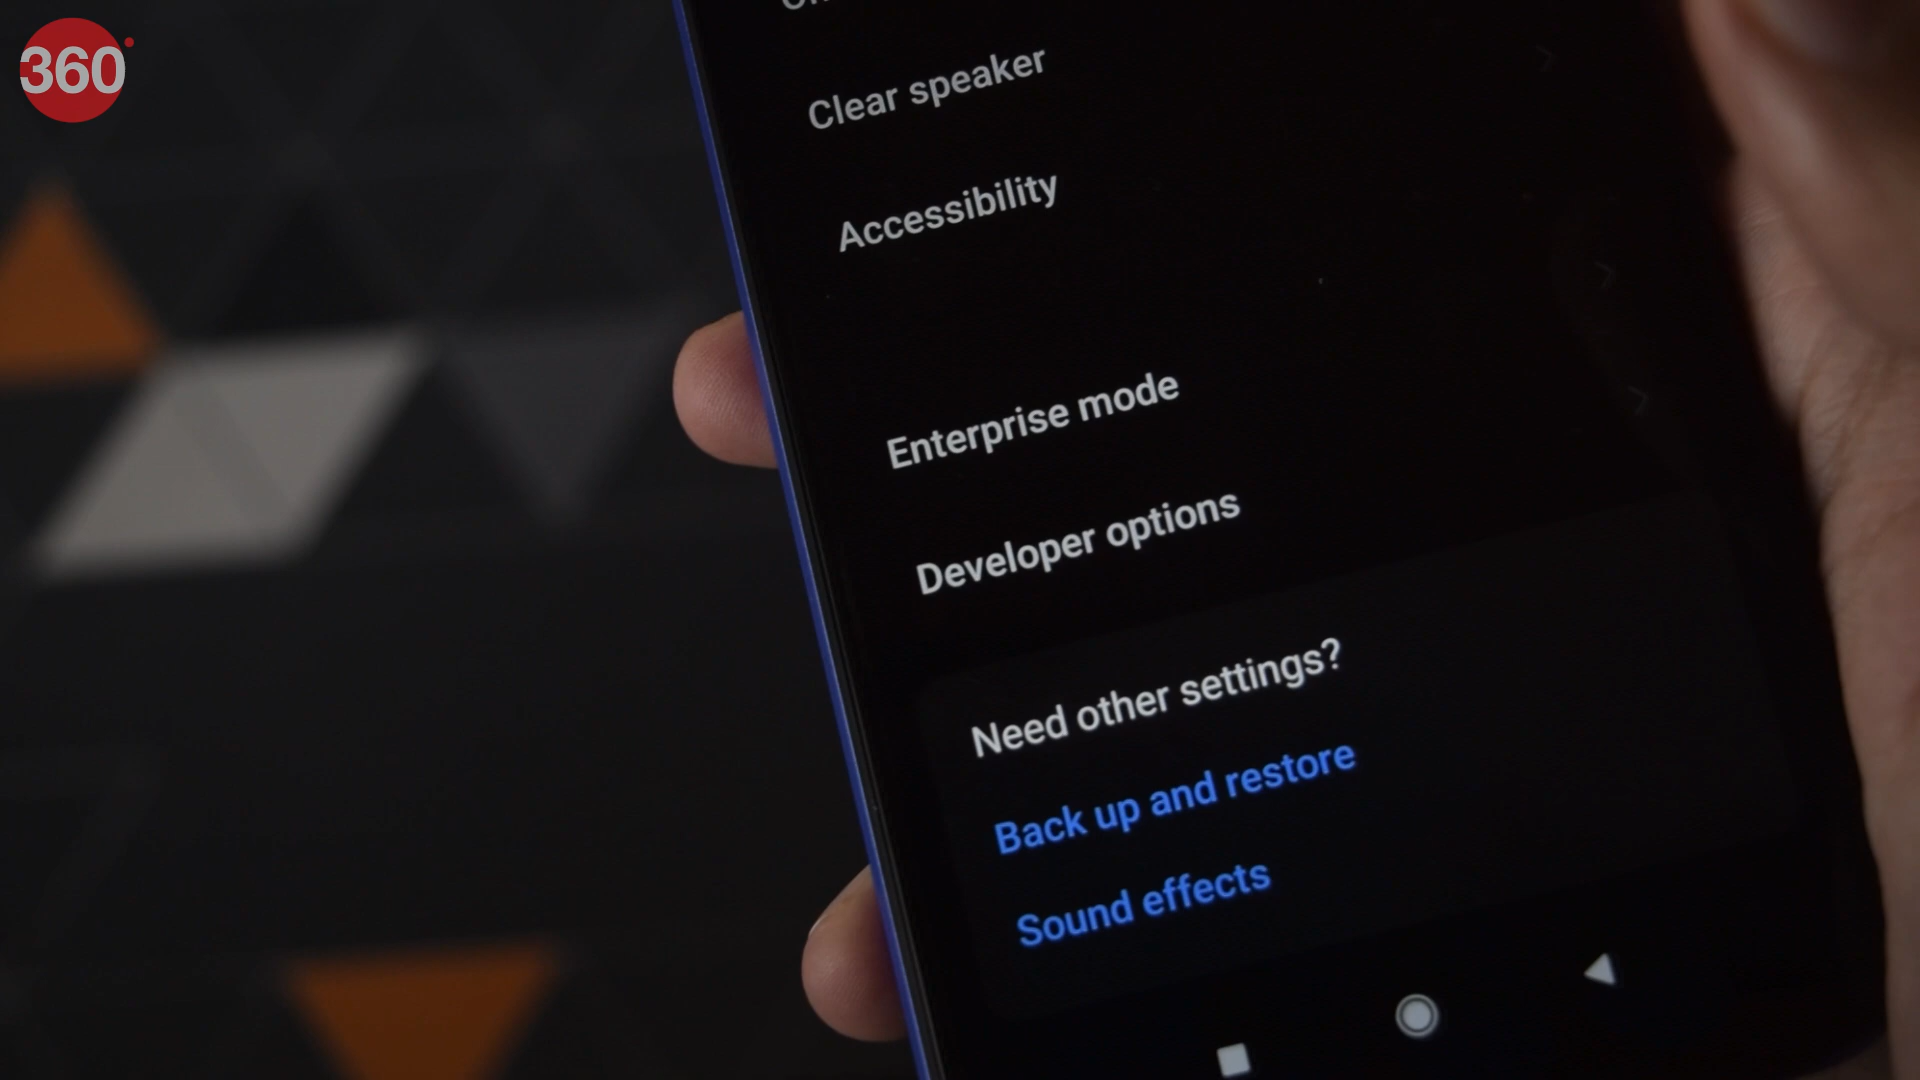 360
Clear speaker
Accessibility
Enterprise mode
Developer options
Need other settings?
Back up and restore
Sound effects